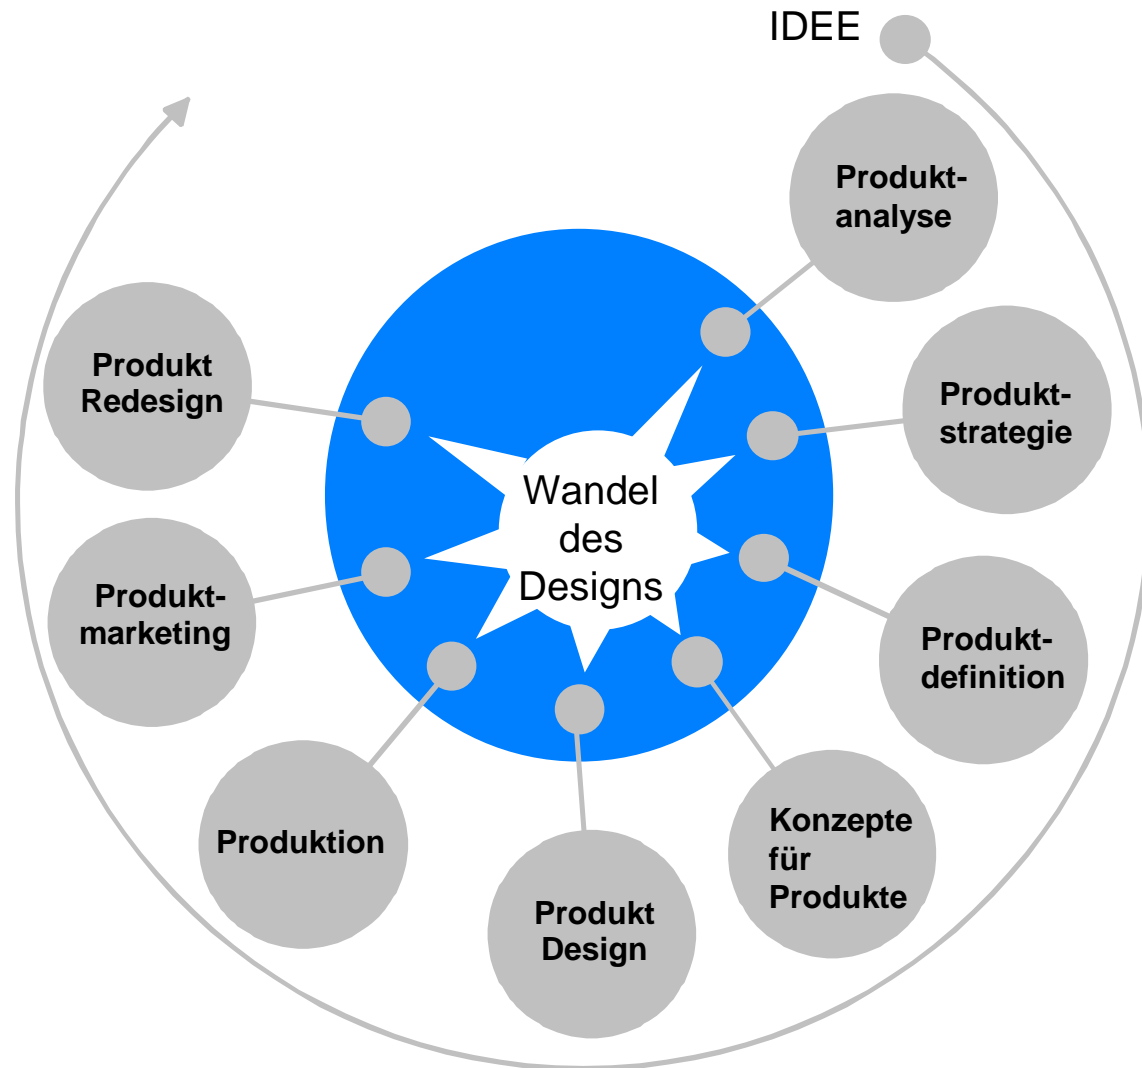 IDEE
Produkt-
analyse
Produkt-
strategie
Produkt-
definition
Konzepte
für
Produkte
Produkt
Design
Produktion
Produkt-
marketing
Produkt
Redesign
Wandel
des
Designs